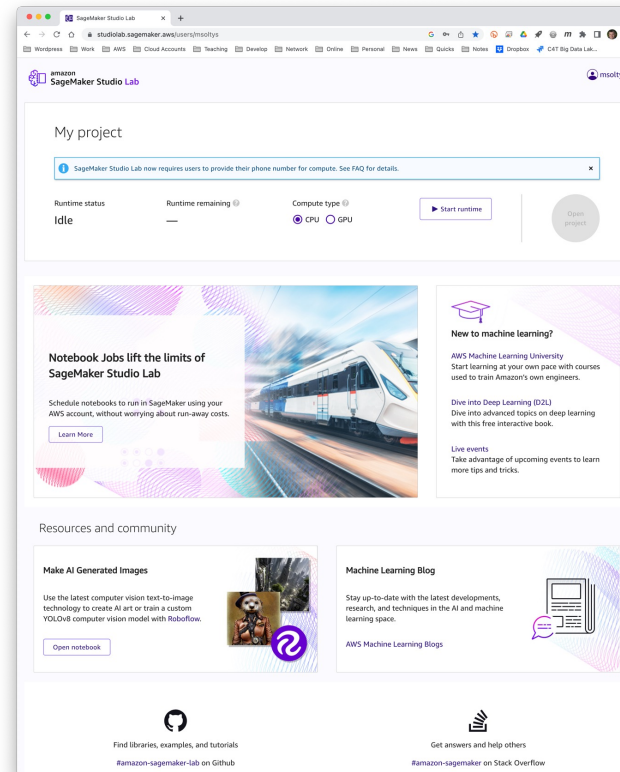 SageMaker Studio Lab
studiolab.sagemaker.aws/users/msoltys
Wordpress Work AWS Cloud Accounts Teaching Develop Network Online Personal News Quicks Notes Dropbox C4T Big Data Lak...
amazon
SageMaker Studio Lab
msolty
My project
SageMaker Studio Lab now requires users to provide their phone number for compute. See FAQ for details.
Runtime status Runtime remaining Compute type
Idle — CPU GPU
Start runtime
Open
project
Notebook Jobs lift the limits of
SageMaker Studio Lab
Schedule notebooks to run in SageMaker using your
AWS account, without worrying about run-away costs.
Learn More
New to machine learning?
AWS Machine Learning University
Start learning at your own pace with courses
used to train Amazon's own engineers.
Dive into Deep Learning (D2L)
Dive into advanced topics on deep learning
with this free interactive book.
Live events
Take advantage of upcoming events to learn
more tips and tricks.
Resources and community
Make AI Generated Images
Use the latest computer vision text-to-image
technology to create AI art or train a custom
YOLOv8 computer vision model with Roboflow.
Open notebook
Machine Learning Blog
Stay up-to-date with the latest developments,
research, and techniques in the AI and machine
learning space.
AWS Machine Learning Blogs
Find libraries, examples, and tutorials
#amazon-sagemaker-lab on Github
Get answers and help others
#amazon-sagemaker on Stack Overflow